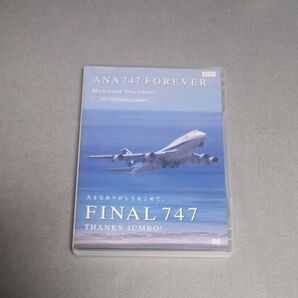 ANA 747 FOREVER
Memorial Document
大きなありがとうをこめて。
FINAL 747
THANKS JUMBO!
DVD